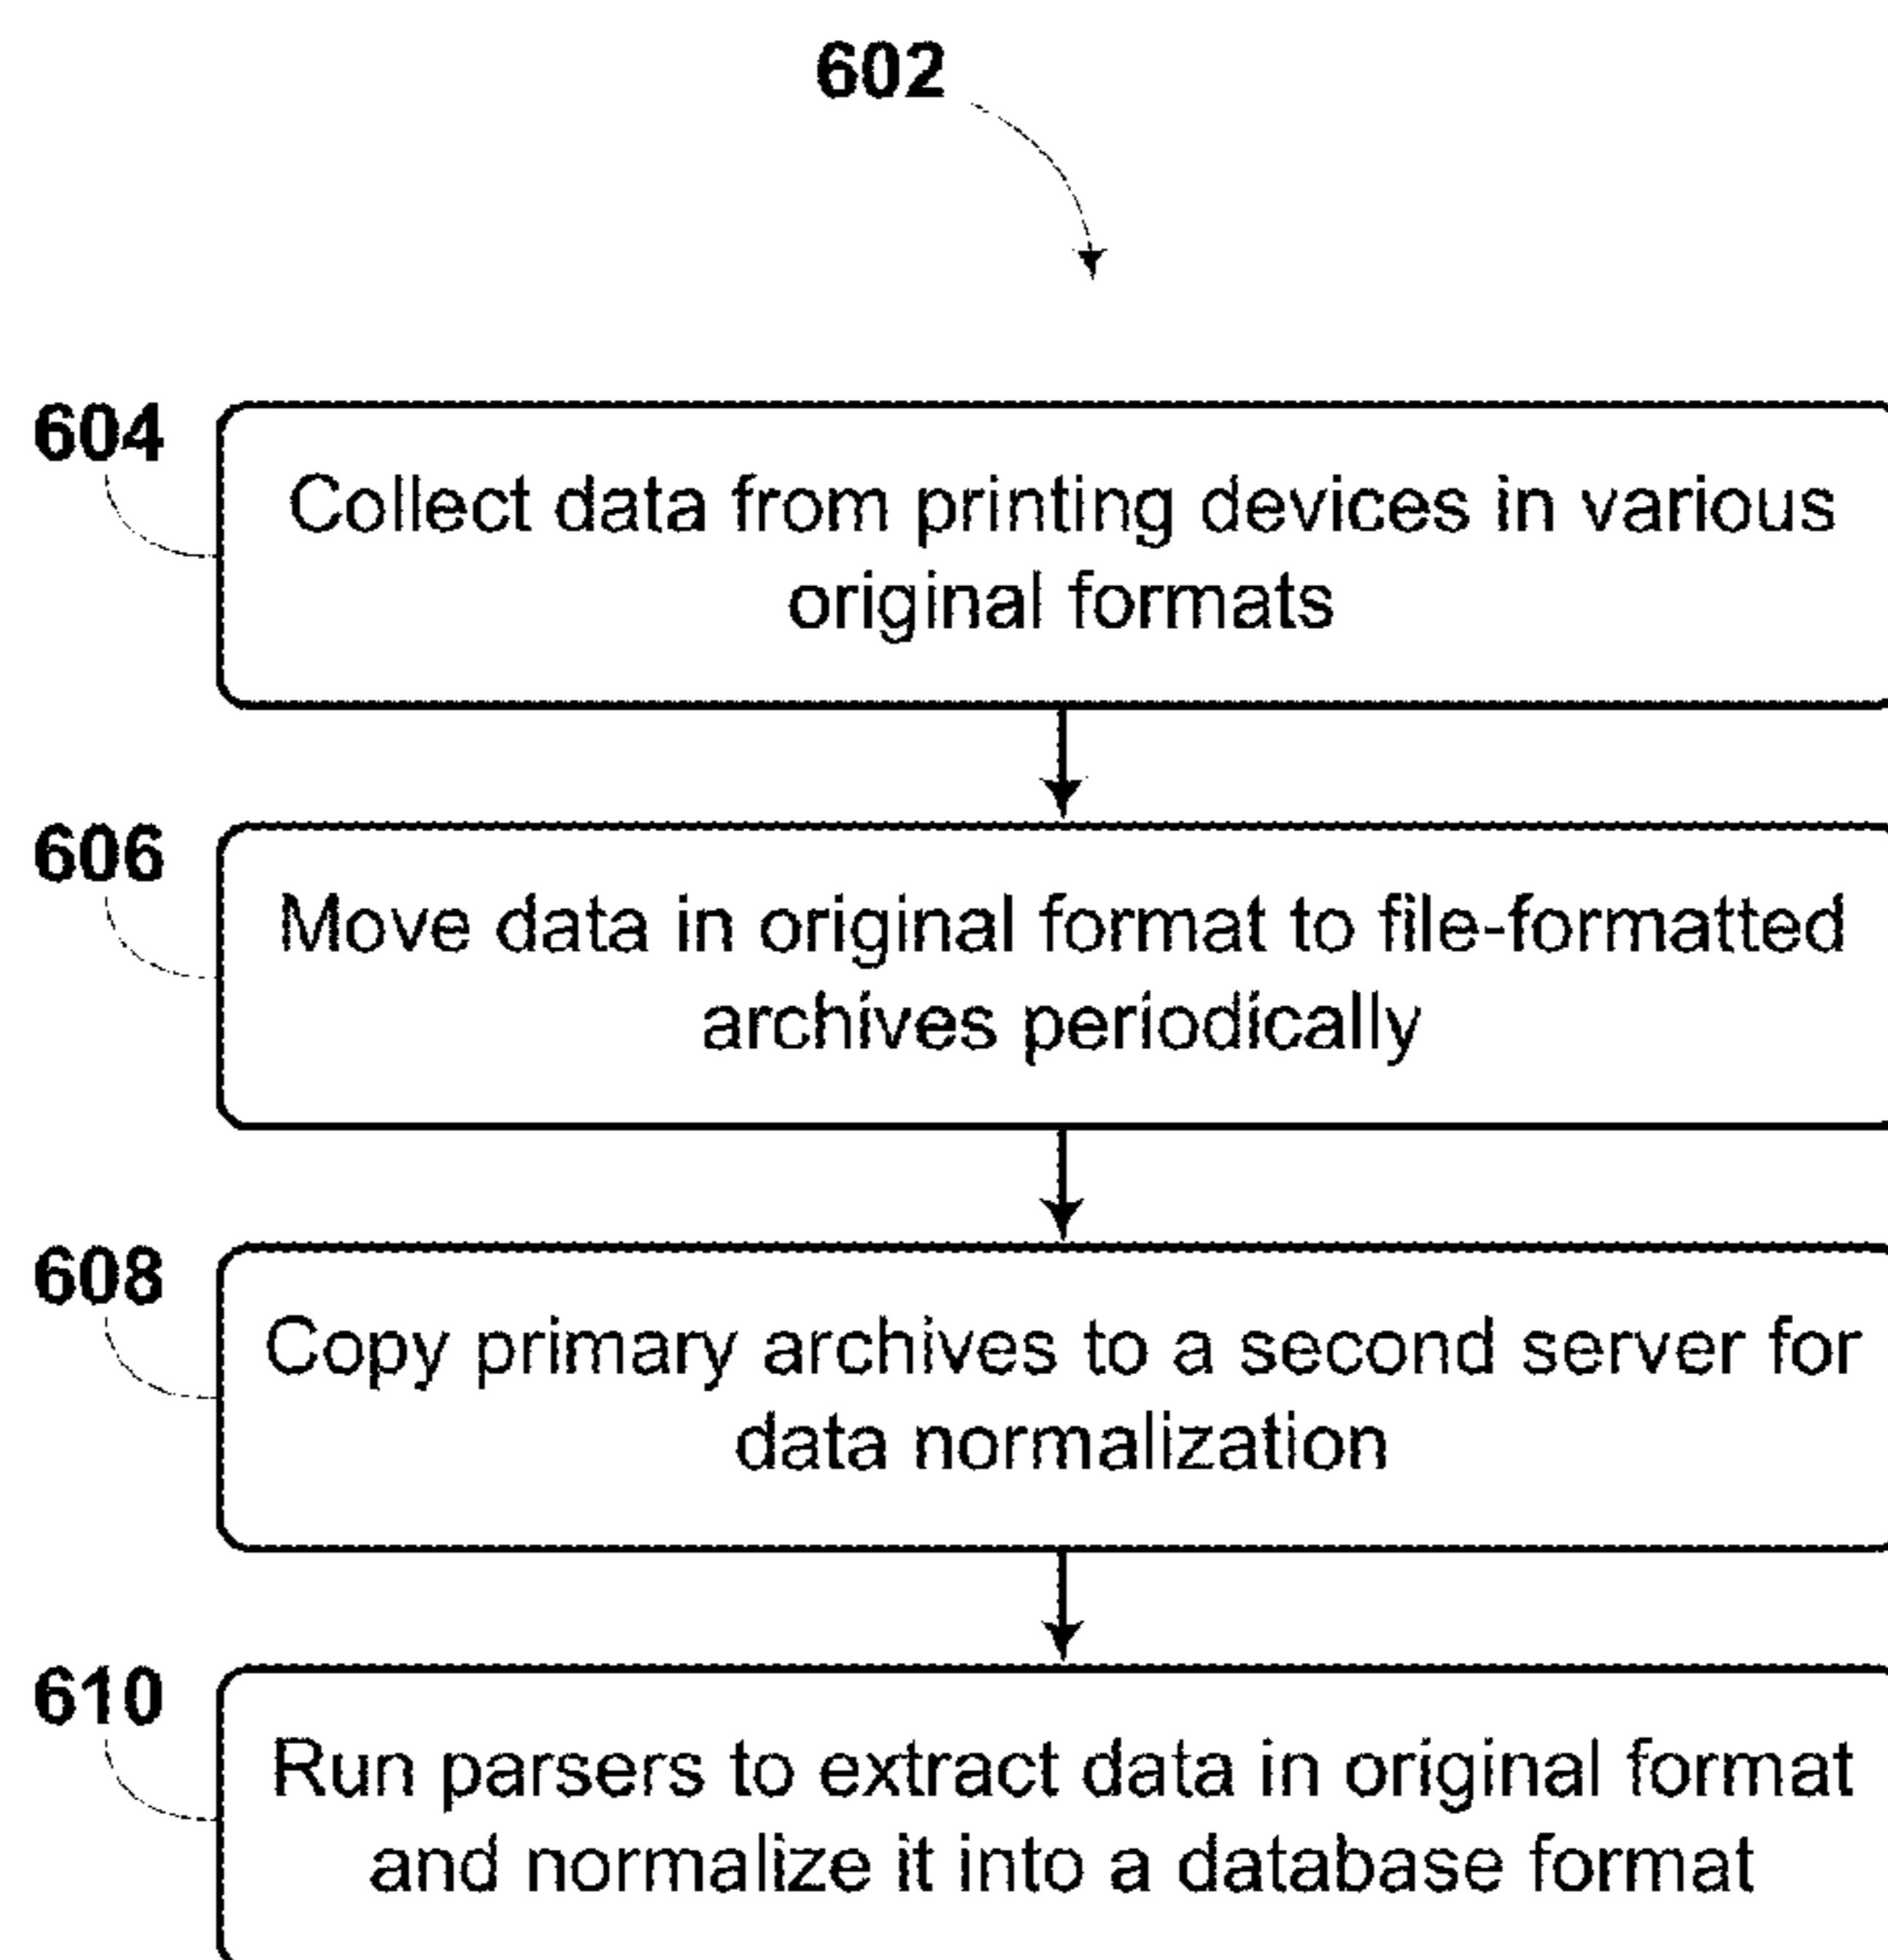 602
604
Collect data from printing devices in various
original formats
606
Move data in original format to file-formatted
archives periodically
608
Copy primary archives to a second server for
data normalization
610
Run parsers to extract data in original format
and normalize it into a database format